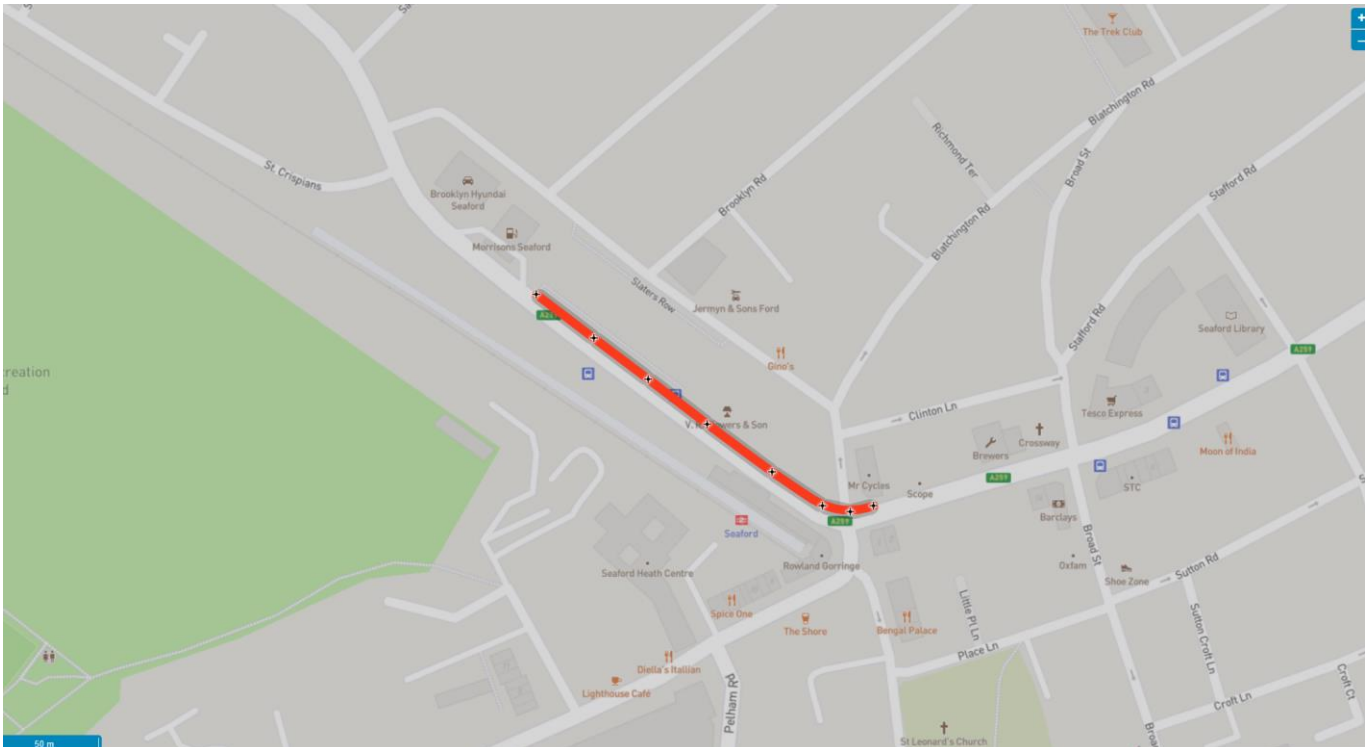 The Trek Club
Blatchington Rd
Richmond Ter
Broad St
Stafford Rd
St. Crispians
Brooklyn Hyundai
Seaford
Brooklyn Rd
Blatchington Rd
Morrisons Seaford
Slaters Row
Jermyn & Sons Ford
Stafford Rd
Seaford Library
A259
Gino's
Clinton Ln
Tesco Express
Crossway
Brewers
Moon of India
Mr Cycles
Scope
A259
STC
A259
Barclays
Seaford
Rowland Gorringe
Seaford Heath Centre
Broad St
Oxfam
Shoe Zone
Sutton Rd
Spice One
The Shore
Bengal Palace
Little Pl Ln
Place Ln
Sutton Croft Ln
Diella's Itallian
Lighthouse Café
Pelham Rd
Croft Ln
Croft Ct
St Leonard's Church
50 m